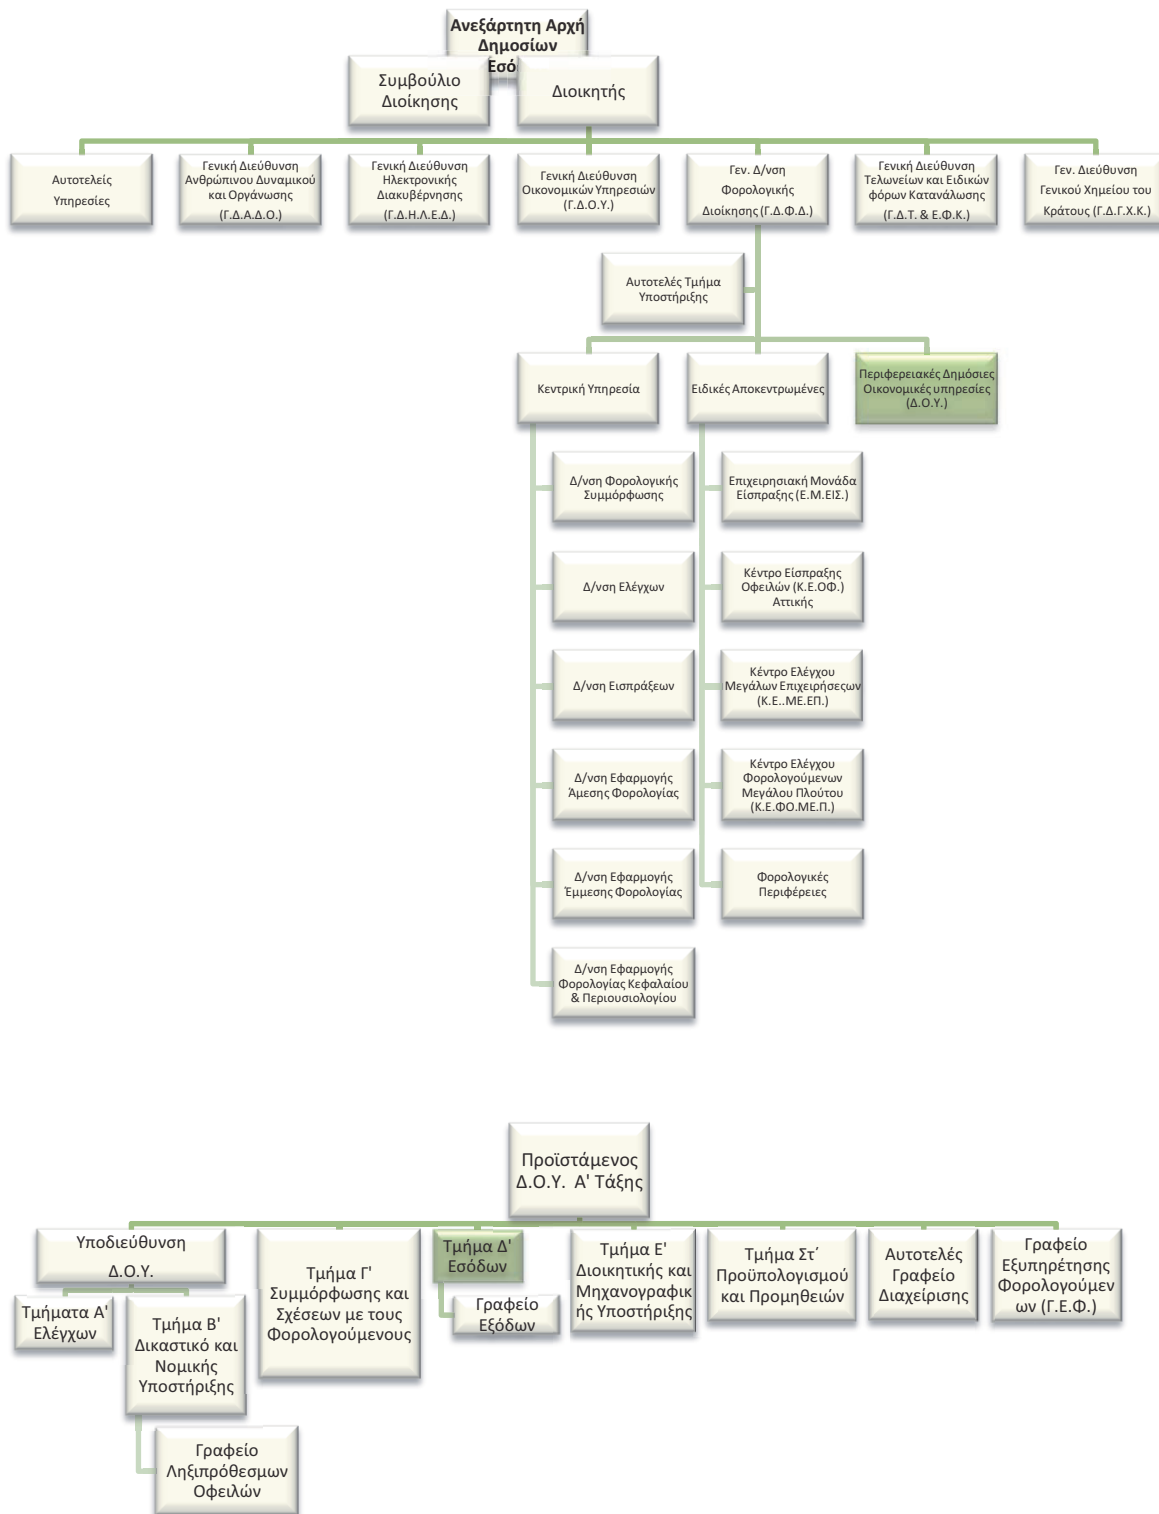 Ανεξάρτητη Αρχή
Δημοσίων
Εσό
Συμβούλιο
Διοίκησης
Διοικητής
Αυτοτελείς
Υπηρεσίες
Γενική Διεύθυνση
Ανθρώπινου Δυναμικού
και Οργάνωσης
(Γ.Δ.Α.Δ.Ο.)
Γενική Διεύθυνση
Ηλεκτρονικής
Διακυβέρνησης
(Γ.Δ.Η.Λ.Ε.Δ.)
Γενική Διεύθυνση
Οικονομικών Υπηρεσιών
(Γ.Δ.Ο.Υ.)
Γεν. Δ/νση
Φορολογικής
Διοίκησης (Γ.Δ.Φ.Δ.)
Γενική Διεύθυνση
Τελωνείων και Ειδικών
φόρων Κατανάλωσης
(Γ.Δ.Τ. & Ε.Φ.Κ.)
Γεν. Διεύθυνση
Γενικού Χημείου του
Κράτους (Γ.Δ.Γ.Χ.Κ.)
Αυτοτελές Τμήμα
Υποστήριξης
Κεντρική Υπηρεσία
Ειδικές Αποκεντρωμένες
Περιφερειακές Δημόσιες
Οικονομικές υπηρεσίες
(Δ.Ο.Υ.)
Δ/νση Φορολογικής
Συμμόρφωσης
Επιχειρησιακή Μονάδα
Είσπραξης (Ε.Μ.ΕΙΣ.)
Δ/νση Ελέγχων
Κέντρο Είσπραξης
Οφειλών (Κ.Ε.ΟΦ.)
Αττικής
Δ/νση Εισπράξεων
Κέντρο Ελέγχου
Μεγάλων Επιχειρήσεςων
(Κ.Ε..ΜΕ.ΕΠ.)
Δ/νση Εφαρμογής
Άμεσης Φορολογίας
Κέντρο Ελέγχου
Φορολογούμενων
Μεγάλου Πλούτου
(Κ.Ε.ΦΟ.ΜΕ.Π.)
Δ/νση Εφαρμογής
Έμμεσης Φορολογίας
Φορολογικές
Περιφέρειες
Δ/νση Εφαρμογής
Φορολογίας Κεφαλαίου
& Περιουσιολογίου
Προϊστάμενος
Δ.Ο.Υ. Α' Τάξης
Υποδιεύθυνση
Δ.Ο.Υ.
Τμήμα Γ'
Συμμόρφωσης και
Σχέσεων με τους
Φορολογούμενους
Τμήμα Δ'
Εσόδων
Τμήμα Ε'
Διοικητικής και
Μηχανογραφικ
ής Υποστήριξης
Τμήμα Στ΄
Προϋπολογισμού
και Προμηθειών
Αυτοτελές
Γραφείο
Διαχείρισης
Γραφείο
Εξυπηρέτησης
Φορολογούμεν
ων (Γ.Ε.Φ.)
Τμήματα Α'
Ελέγχων
Τμήμα Β'
Δικαστικό και
Νομικής
Υποστήριξης
Γραφείο
Εξόδων
Γραφείο
Ληξιπρόθεσμων
Οφειλών